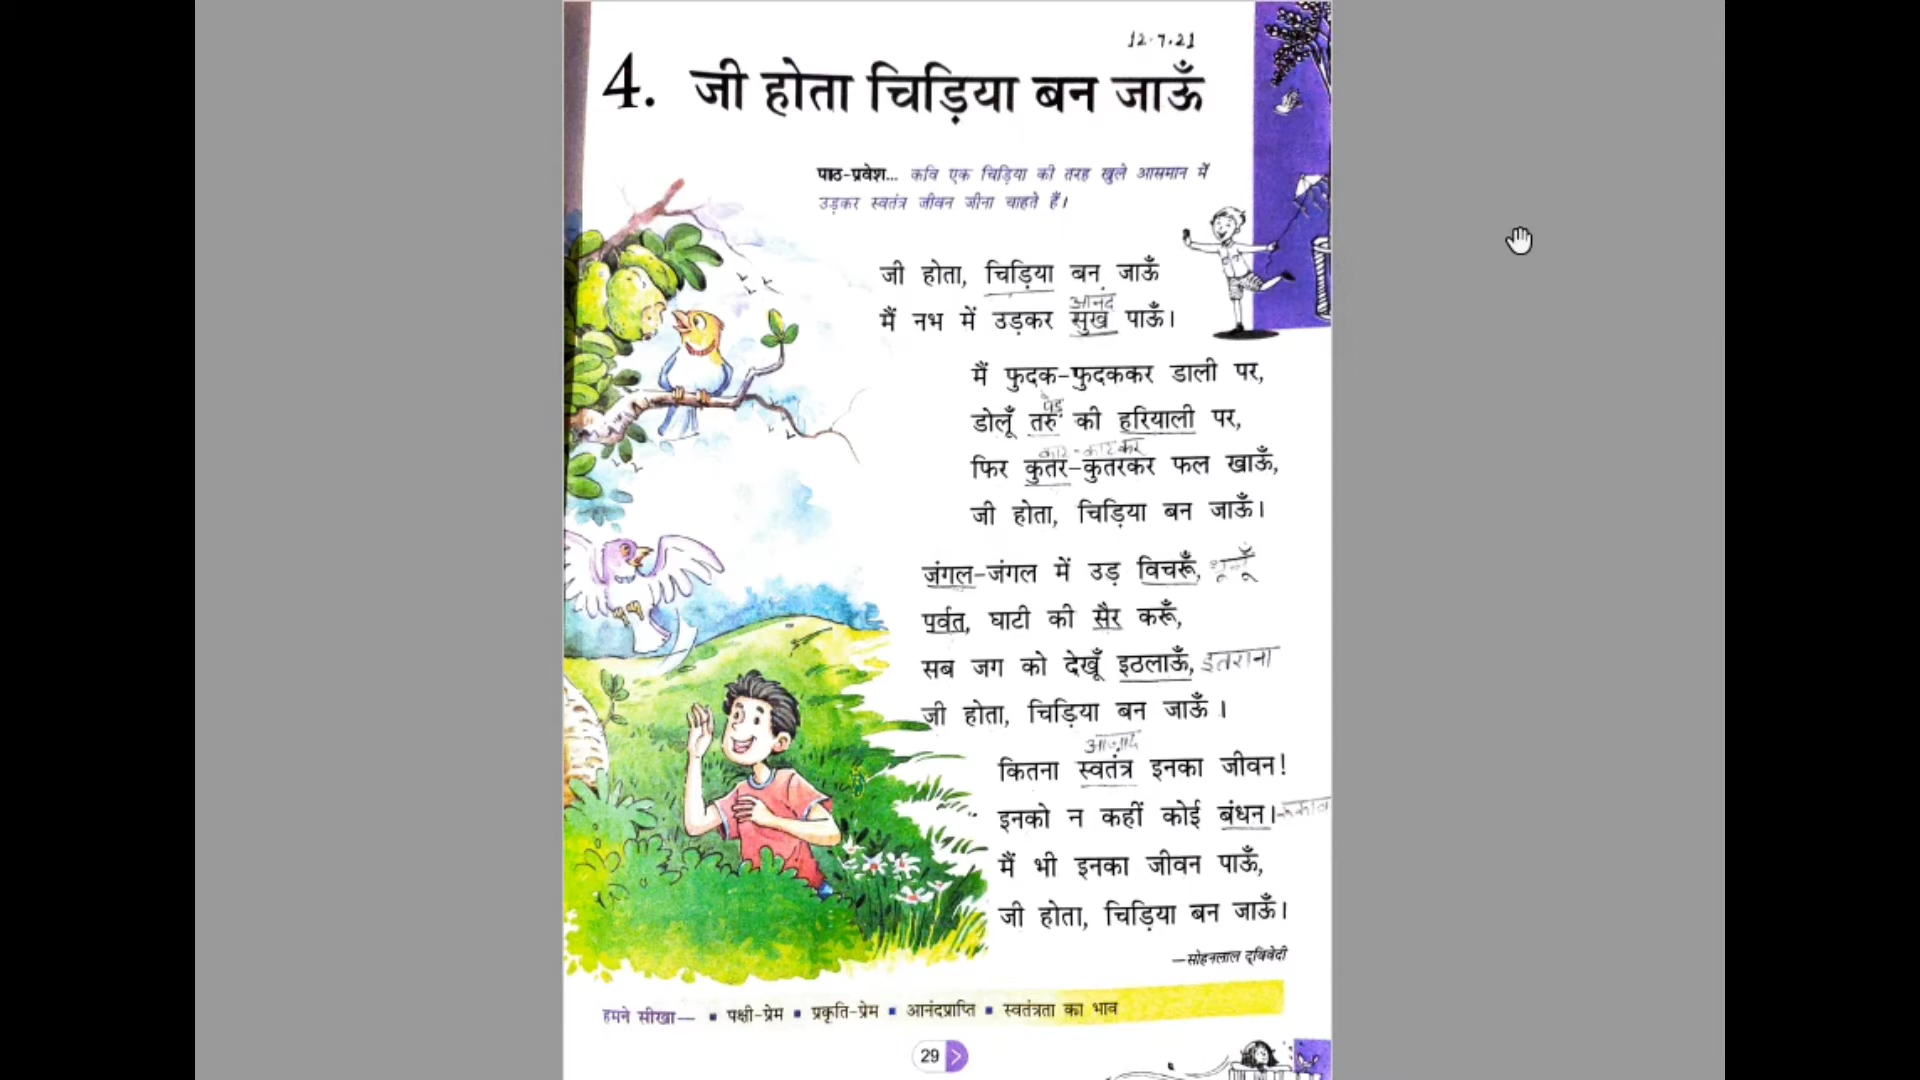 12.7.21
4. जी होता चिड़िया बन जाऊँ
पाठ-प्रवेश... कवि एक चिड़िया की तरह खुले आसमान में
उड़कर स्वतंत्र जीवन जीना चाहते हैं।
जी होता, चिड़िया बन जाऊँ
आनंद
मैं नभ में उड़कर सुख पाऊँ।
मैं फुदक-फुदककर डाली पर,
पेड़
डोलूँ तरु की हरियाली पर,
काट-काटकर
फिर कुतर-कुतरकर फल खाऊँ,
जी होता, चिड़िया बन जाऊँ।
जंगल-जंगल में उड़ विचरूँ, घूमूँ
पर्वत, घाटी की सैर करूँ,
सब जग को देखूँ इठलाऊँ, इतराना
जी होता, चिड़िया बन जाऊँ ।
आज़ाद
कितना स्वतंत्र इनका जीवन!
इनको न कहीं कोई बंधन।
मैं भी इनका जीवन पाऊँ,
जी होता, चिड़िया बन जाऊँ।
—सोहनलाल द्विवेदी
हमने सीखा— ▪ पक्षी-प्रेम ▪ प्रकृति-प्रेम ▪ आनंदप्राप्ति ▪ स्वतंत्रता का भाव
29